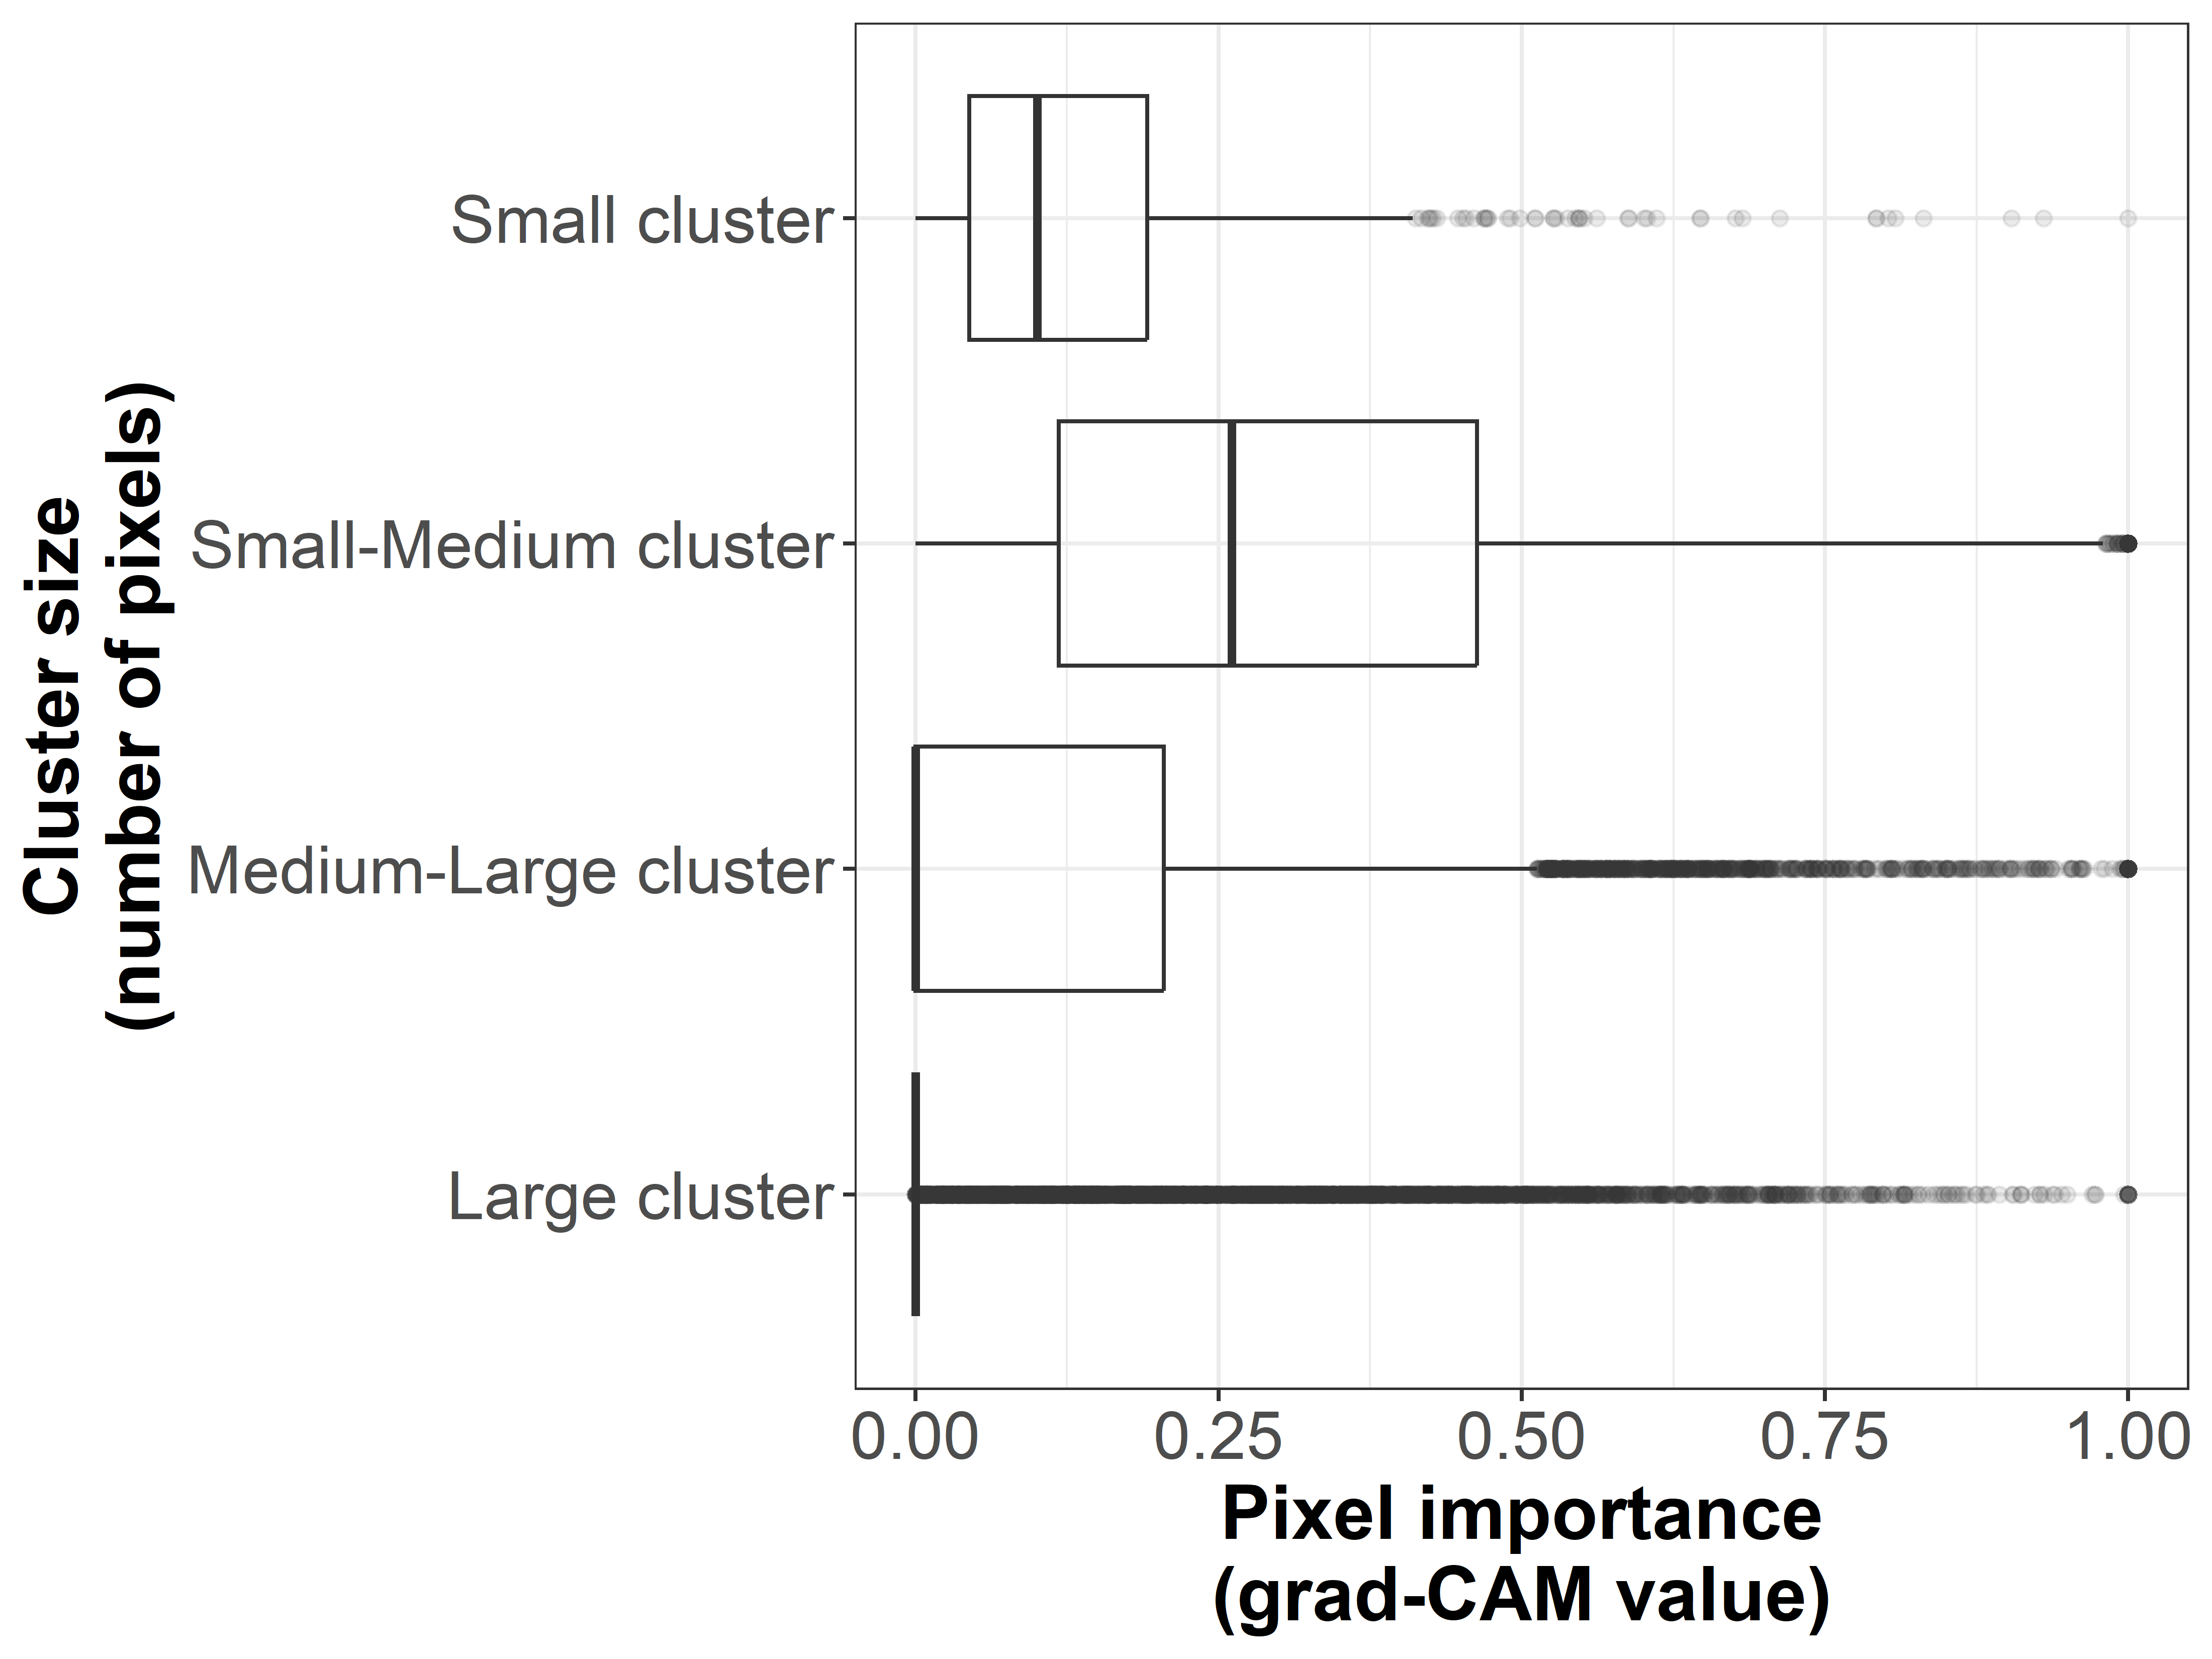 Cluster size
(number of pixels)
Small cluster
Small-Medium cluster
Medium-Large cluster
Large cluster
0.00 0.25 0.50 0.75 1.00
Pixel importance
(grad-CAM value)